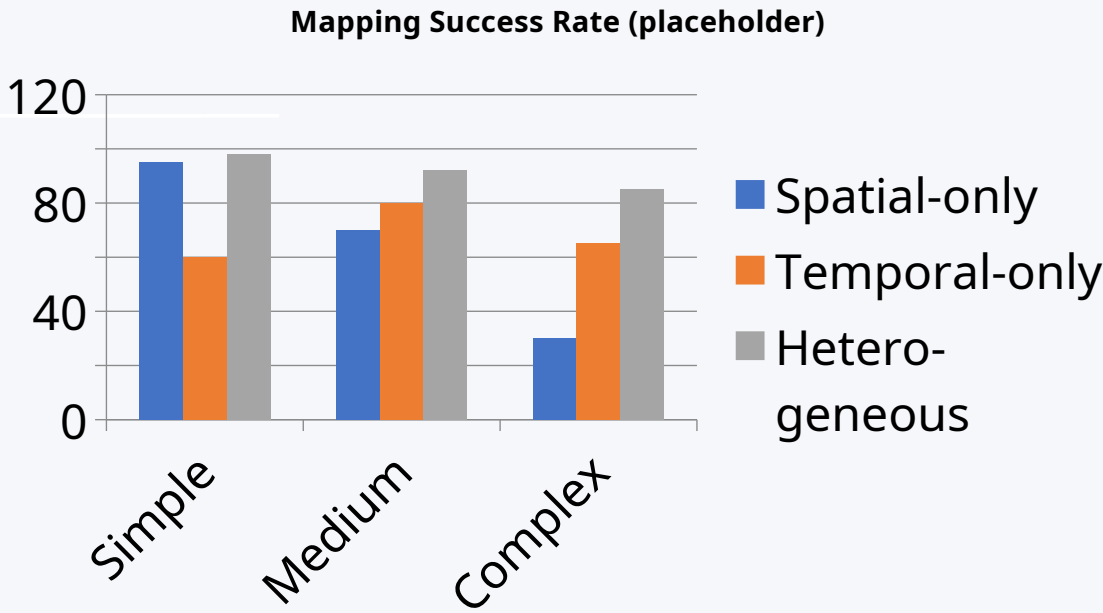 Mapping Success Rate (placeholder)
120
80
40
0
Simple
Medium
Complex
Spatial-only
Temporal-only
Hetero-
geneous